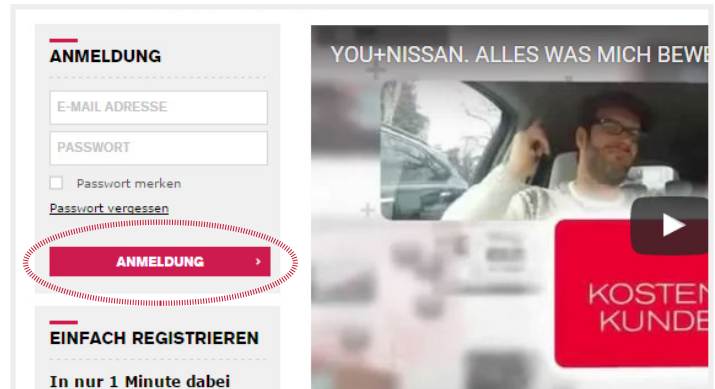 ANMELDUNG
E-MAIL ADRESSE
PASSWORT
Passwort merken
Passwort vergessen
ANMELDUNG
EINFACH REGISTRIEREN
In nur 1 Minute dabei
YOU+NISSAN. ALLES WAS MICH BEWE
KOSTEN
KUNDE